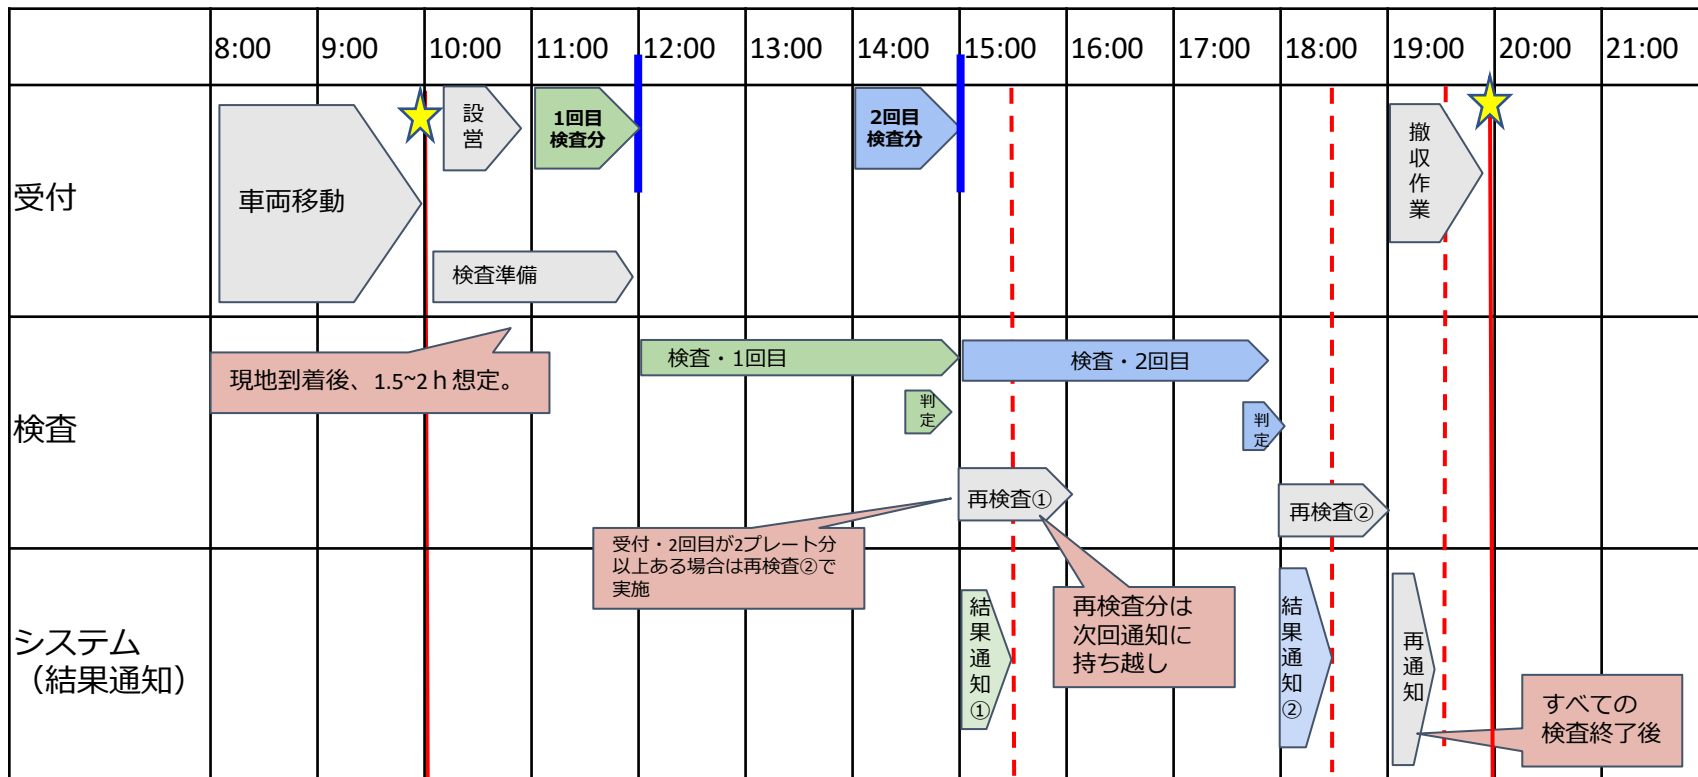 8:00 9:00 10:00 11:00 12:00 13:00 14:00 15:00 16:00 17:00 18:00 19:00 20:00 21:00
受付
車両移動
設
営
1回目
検査分
2回目
検査分
撤
収
作
業
検査準備
検査
現地到着後、1.5~2ｈ想定。
検査・1回目
検査・2回目
判
定
判
定
再検査①
再検査②
受付・2回目が2プレート分
以上ある場合は再検査②で
実施
再検査分は
次回通知に
持ち越し
システム
（結果通知）
結
果
通
知
①
結
果
通
知
②
再
通
知
すべての
検査終了後